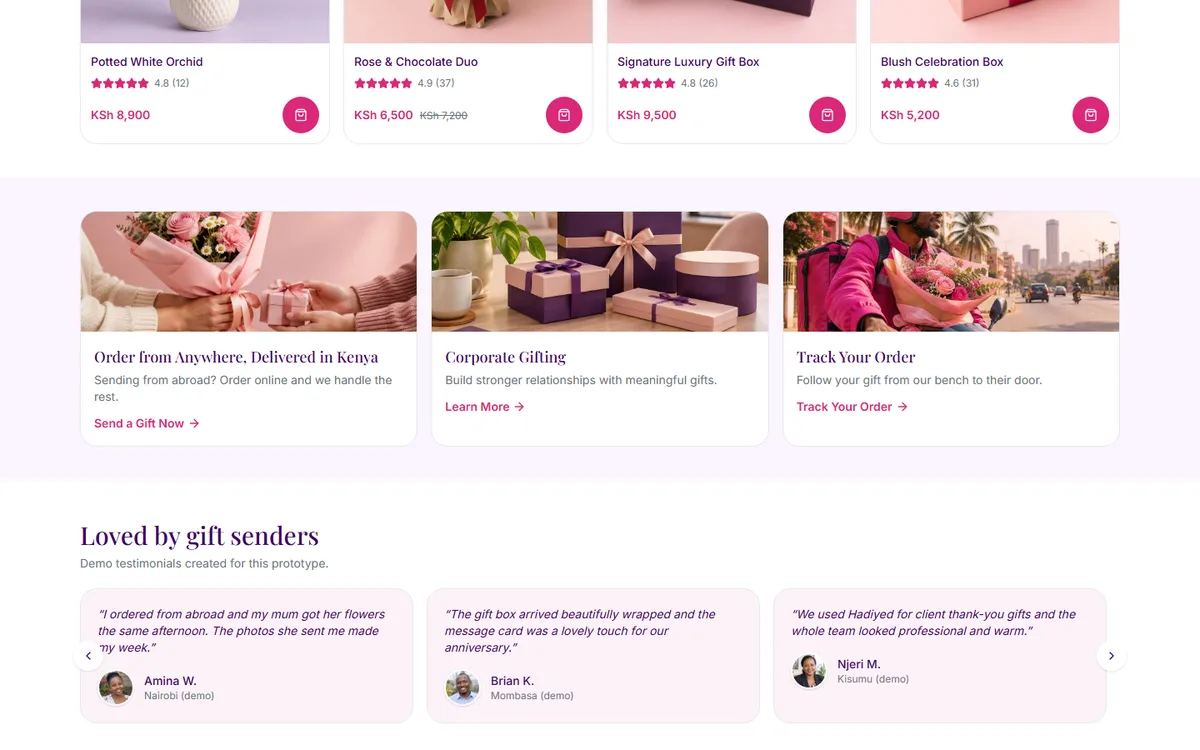 Potted White Orchid
4.8 (12)
KSh 8,900
Rose & Chocolate Duo
4.9 (37)
KSh 6,500 KSh 7,200
Signature Luxury Gift Box
4.8 (26)
KSh 9,500
Blush Celebration Box
4.6 (31)
KSh 5,200
Order from Anywhere, Delivered in Kenya
Sending from abroad? Order online and we handle the
rest.
Send a Gift Now →
Corporate Gifting
Build stronger relationships with meaningful gifts.
Learn More →
Track Your Order
Follow your gift from our bench to their door.
Track Your Order →
Loved by gift senders
Demo testimonials created for this prototype.
“I ordered from abroad and my mum got her flowers
the same afternoon. The photos she sent me made
my week.”
Amina W.
Nairobi (demo)
“The gift box arrived beautifully wrapped and the
message card was a lovely touch for our
anniversary.”
Brian K.
Mombasa (demo)
“We used Hadiyed for client thank-you gifts and the
whole team looked professional and warm.”
Njeri M.
Kisumu (demo)